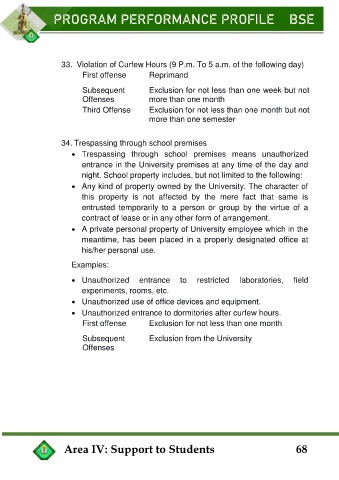 PROGRAM PERFORMANCE PROFILE BSE
33. Violation of Curfew Hours (9 P.m. To 5 a.m. of the following day)
First offense Reprimand
Subsequent Exclusion for not less than one week but not
Offenses more than one month
Third Offense Exclusion for not less than one month but not
more than one semester
34. Trespassing through school premises
• Trespassing through school premises means unauthorized
entrance in the University premises at any time of the day and
night. School property includes, but not limited to the following:
• Any kind of property owned by the University. The character of
this property is not affected by the mere fact that same is
entrusted temporarily to a person or group by the virtue of a
contract of lease or in any other form of arrangement.
• A private personal property of University employee which in the
meantime, has been placed in a properly designated office at
his/her personal use.
Examples:
• Unauthorized entrance to restricted laboratories, field
experiments, rooms, etc.
• Unauthorized use of office devices and equipment.
• Unauthorized entrance to dormitories after curfew hours.
First offense Exclusion for not less than one month
Subsequent Exclusion from the University
Offenses
Area IV: Support to Students 68